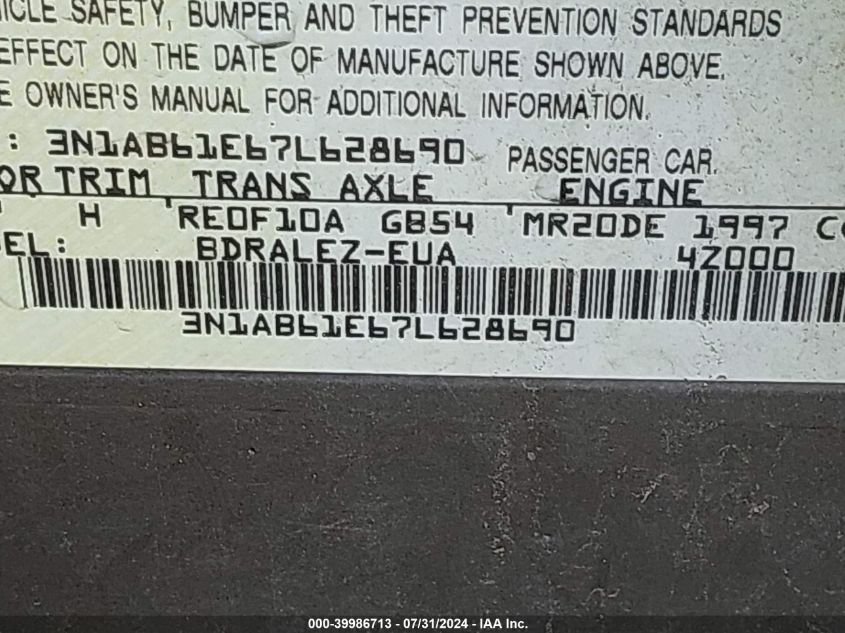 ICLE SAFETY, BUMPER AND THEFT PREVENTION STANDARDS
EFFECT ON THE DATE OF MANUFACTURE SHOWN ABOVE.
E OWNER'S MANUAL FOR ADDITIONAL INFORMATION.
: 3N1AB61E67L628690 PASSENGER CAR.
OR TRIM TRANS AXLE ENGINE
H 'RE0F10A GB54 'MR20DE 1997 C
EL: BDRALEZ-EUA 4Z000
3N1AB61E67L628690
000-39986713 / 07/31/2024 - IAA Inc.